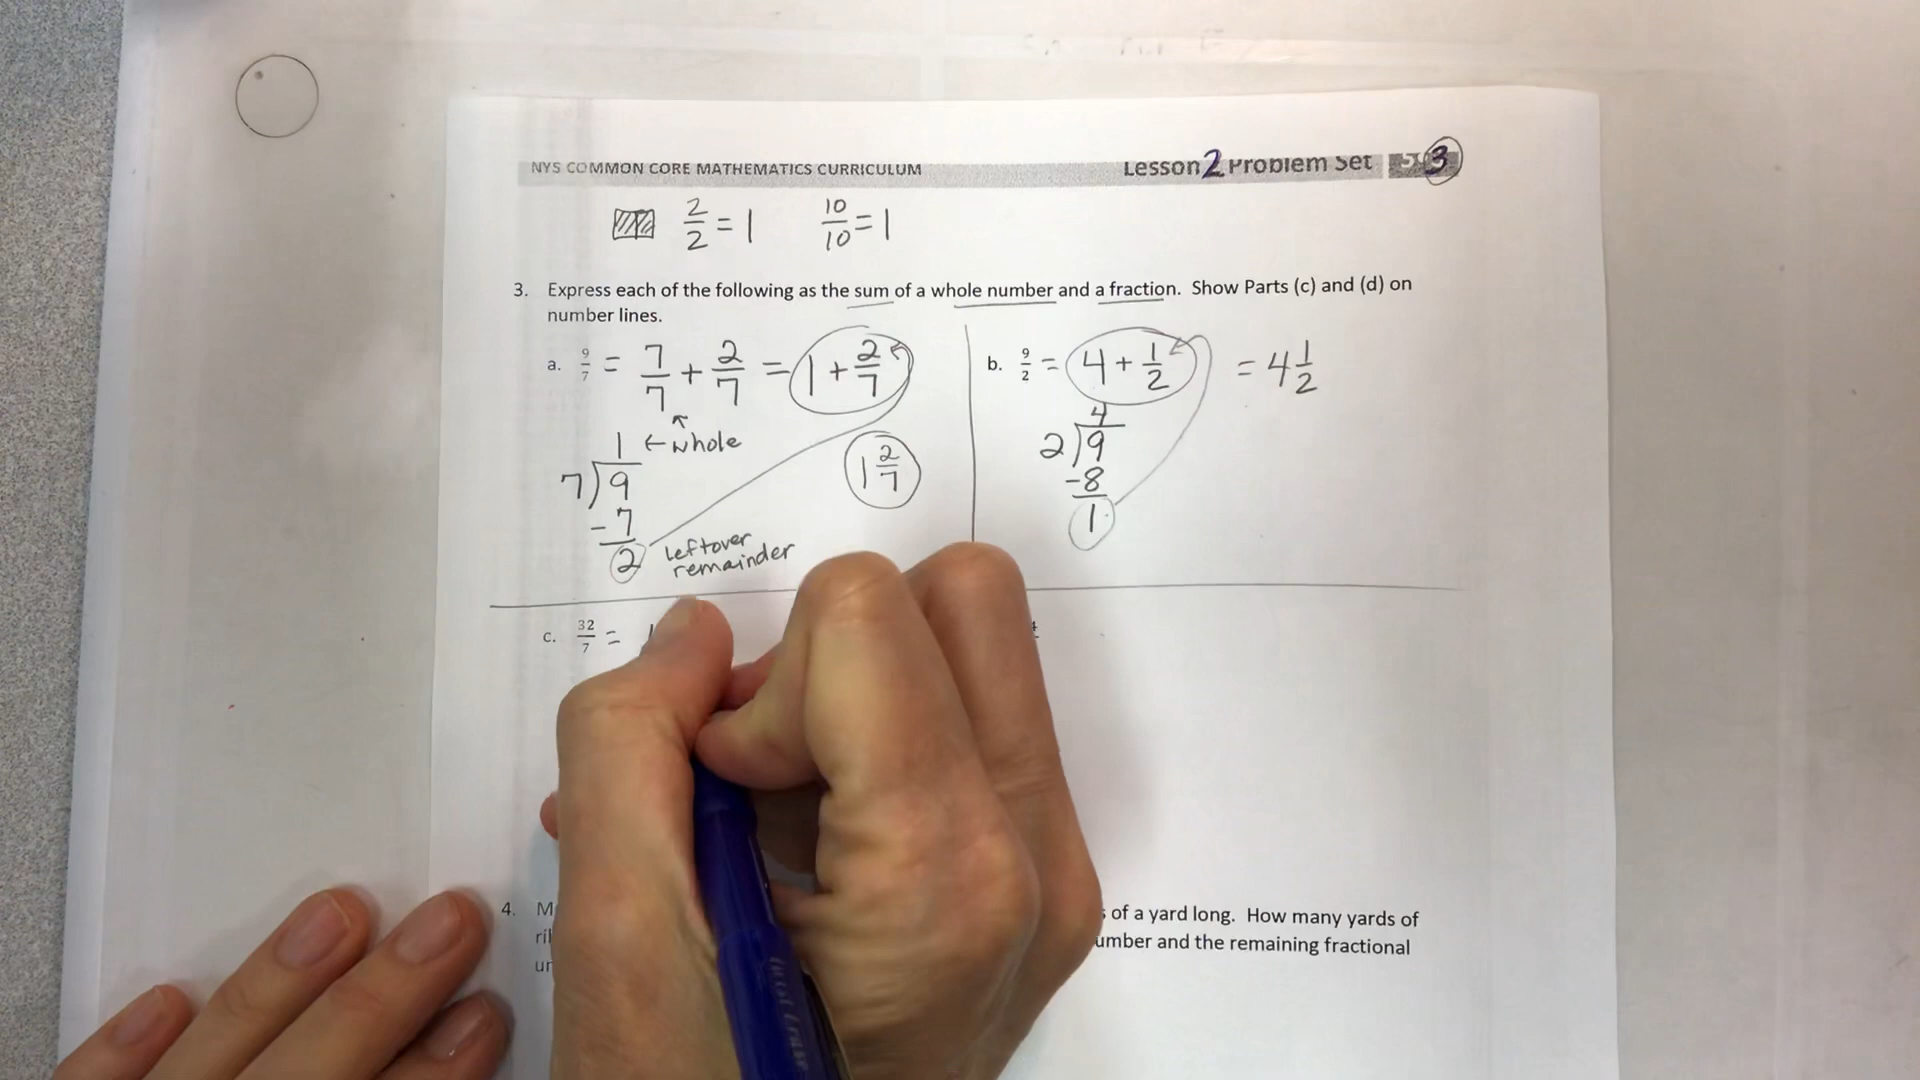 NYS COMMON CORE MATHEMATICS CURRICULUM Lesson 2 Problem Set 5•3
2/2 = 1 10/10 = 1
3. Express each of the following as the sum of a whole number and a fraction. Show Parts (c) and (d) on
number lines.
a. 9/7 = 7/7 + 2/7 = 1 + 2/7
1 ← whole
7)9
-7
2 leftover
remainder
1 2/7
b. 9/2 = 4 + 1/2 = 4 1/2
4
2)9
-8
1
c. 32/7 =
4. of a yard long. How many yards of
and the remaining fractional